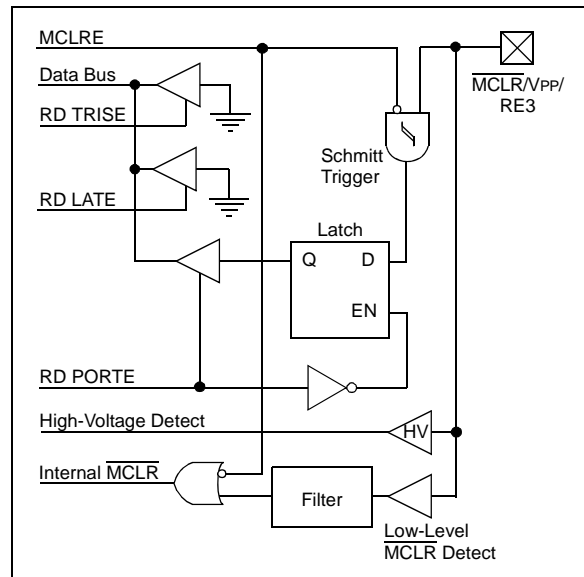 MCLRE
Data Bus
RD TRISE
MCLR/VPP/
RE3
Schmitt
Trigger
RD LATE
Latch
Q D
EN
RD PORTE
High-Voltage Detect
HV
Internal MCLR
Filter
Low-Level
MCLR Detect